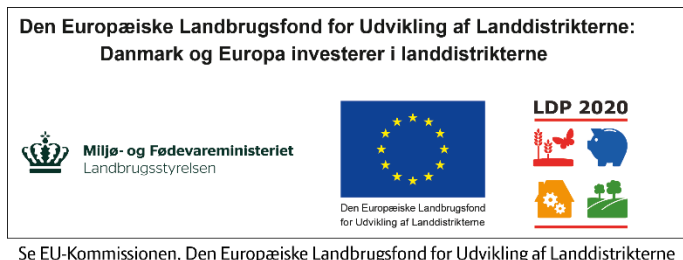 Den Europæiske Landbrugsfond for Udvikling af Landdistrikterne:
Danmark og Europa investerer i landdistrikterne
LDP 2020
Miljø- og Fødevareministeriet
Landbrugsstyrelsen
Den Europæiske Landbrugsfond
for Udvikling af Landdistrikterne
Se EU-Kommissionen, Den Europæiske Landbrugsfond for Udvikling af Landdistrikterne